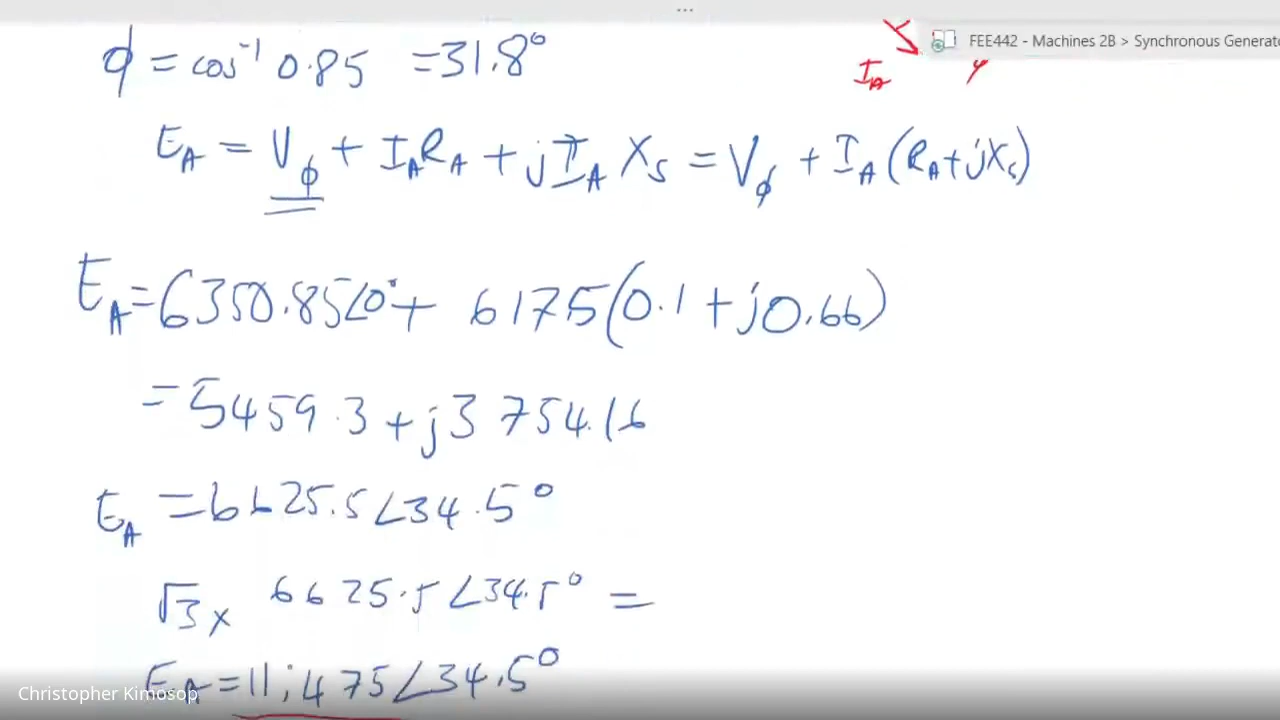 ϕ = cos⁻¹ 0.85 = 31.8°
FEE442 - Machines 2B > Synchronous Generato
I_A
E_A = V_ϕ + I_A R_A + jI_A X_S = V_ϕ + I_A (R_A + jX_S)
E_A = 6350.85∠0° + 6175(0.1 + j0.66)
= 5459.3 + j3754.16
E_A = 6625.5∠34.5°
√3 x 6625.5∠34.5° =
E_A = 11,475∠34.5°
Christopher Kimosop